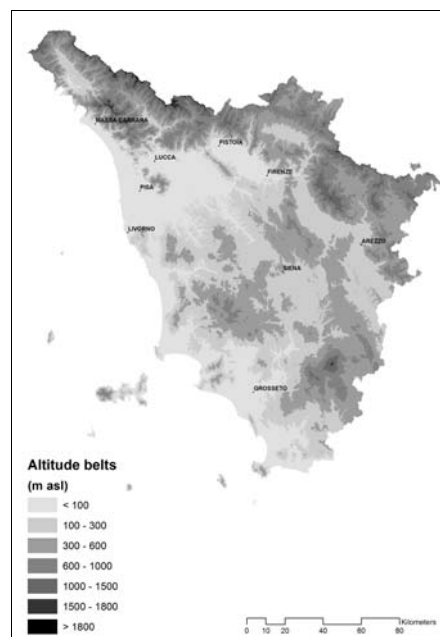 MASSA CARRARA
PISTOIA
LUCCA
FIRENZE
PISA
LIVORNO
AREZZO
SIENA
GROSSETO
Altitude belts
(m asl)
< 100
100 - 300
300 - 600
600 - 1000
1000 - 1500
1500 - 1800
> 1800
Kilometers
0 10 20 40 60 80